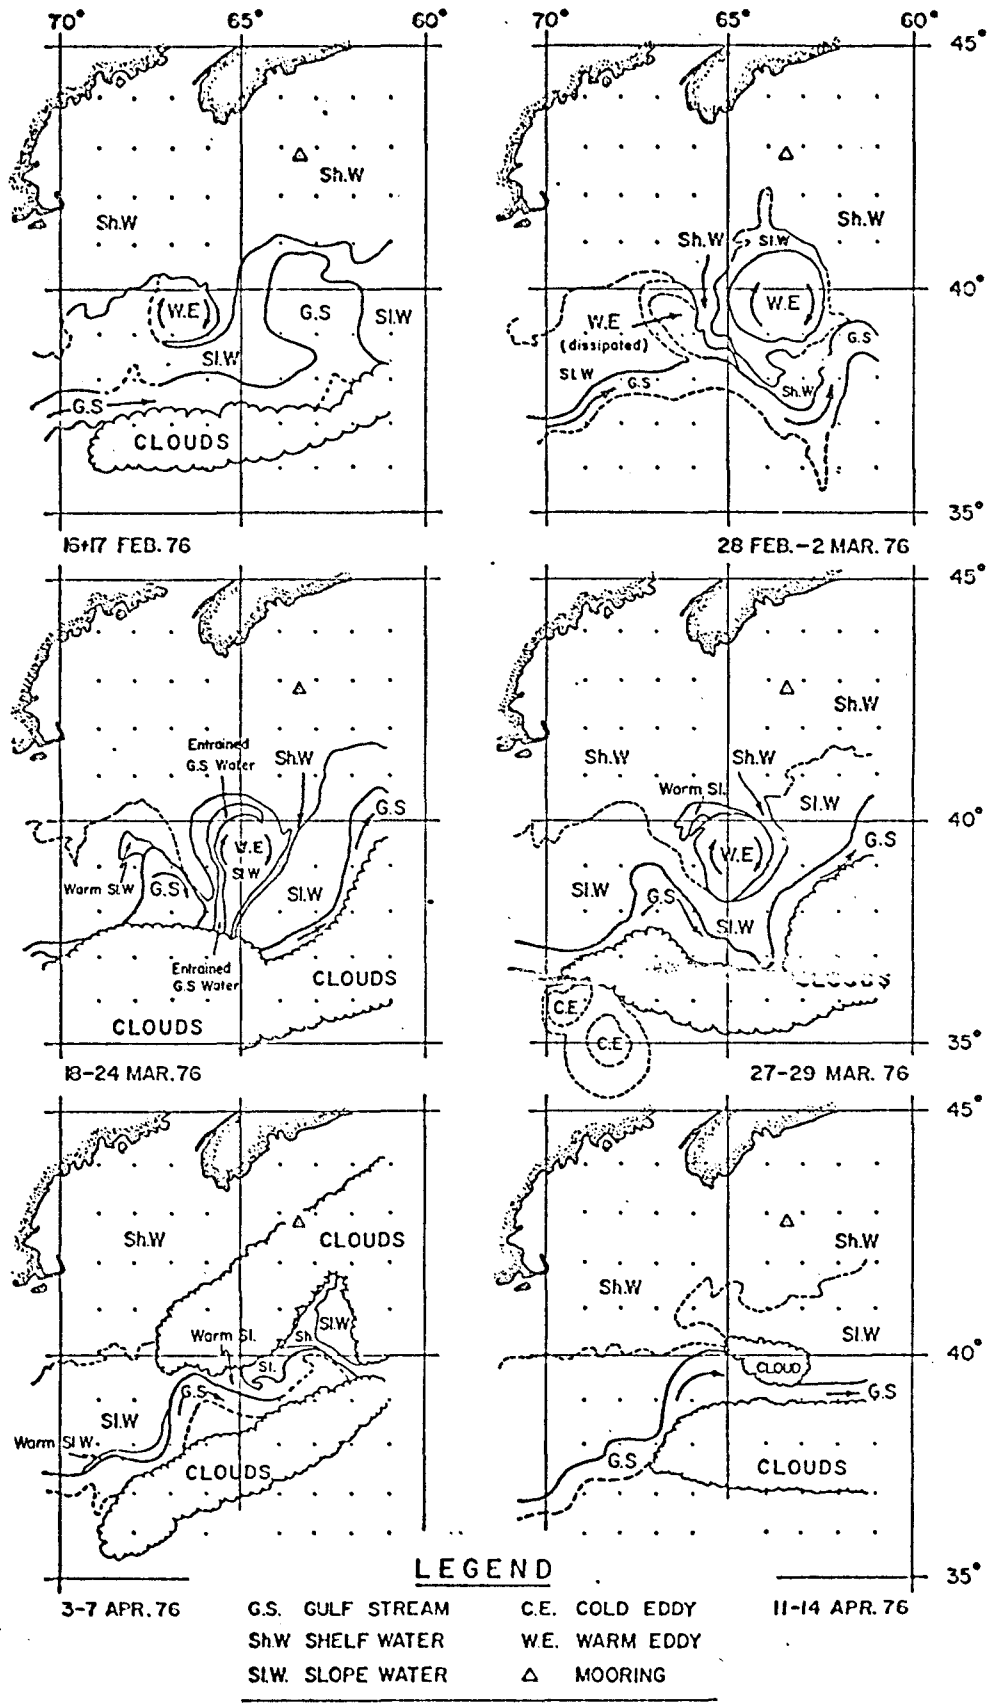 70° 65° 70° 65° 60°
45°
Sh.W
Sh.W
Sh.W
Sh.W
Sl.W
40°
W.E
G.S
Sl.W
Sl.W
W.E
W.E
(dissipated)
G.S
Sl.W
G.S
Sh.W
G.S
CLOUDS
35°
16+17 FEB. 76
28 FEB.-2 MAR. 76
45°
Sh.W
Entrained
G.S Water
Sh.W
Sh.W
Sh.W
Warm Sl.
Sl.W
G.S
40°
G.S
W.E
Sl.W
W.E
Warm Sl.W
G.S
Sl.W
Sl.W
G.S
Sl.W
Entrained
G.S Water
CLOUDS
CLOUDS
CLOUDS
C.E
C.E
35°
18-24 MAR. 76
27-29 MAR. 76
45°
Sh.W
CLOUDS
Sh.W
Sh.W
Sl.W
Warm Sl.
Sh
Sl.W
40°
Sl.
CLOUD
G.S
G.S
Sl.W
Warm Sl.W
CLOUDS
G.S
CLOUDS
LEGEND
35°
3-7 APR. 76
11-14 APR. 76
G.S. GULF STREAM C.E. COLD EDDY
Sh.W SHELF WATER W.E. WARM EDDY
Sl.W. SLOPE WATER △ MOORING